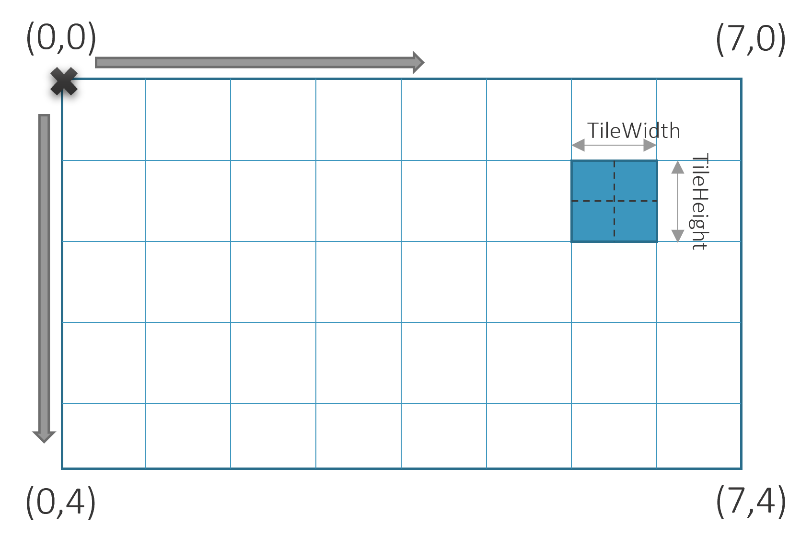 (0,0)
(7,0)
TileWidth
TileHeight
(0,4)
(7,4)